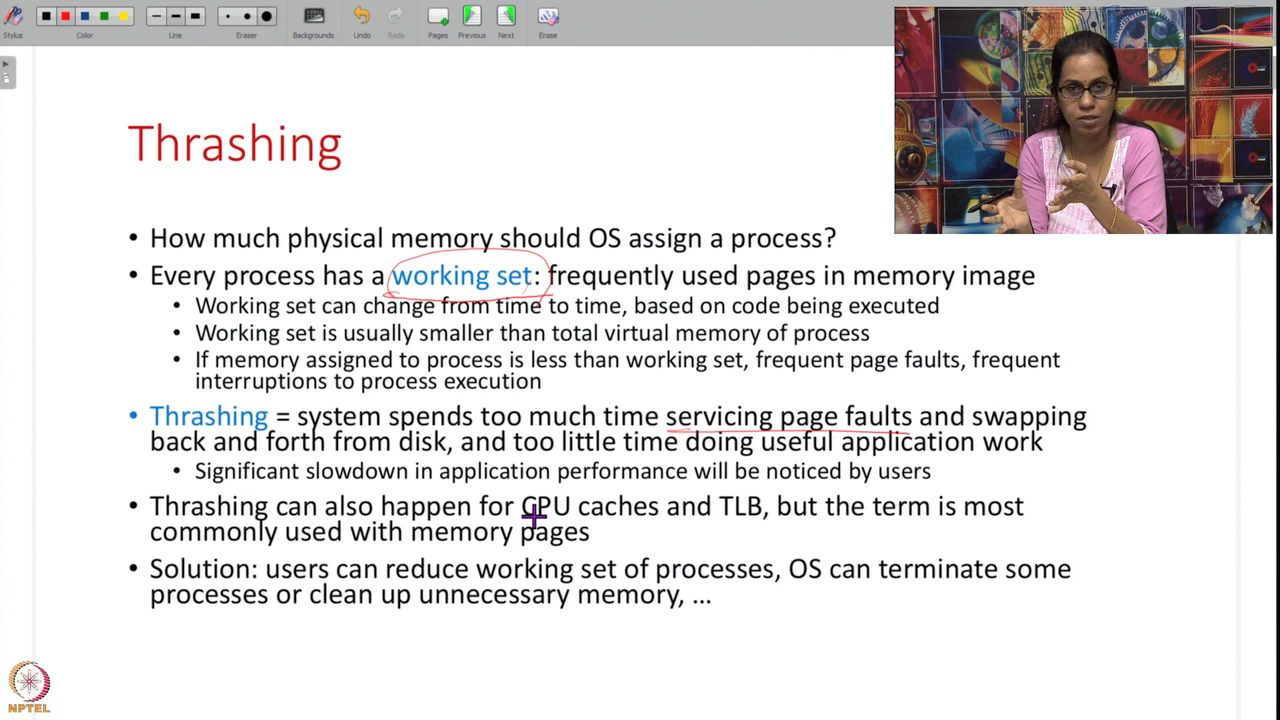 Stylus
Color
Line
Eraser
Backgrounds
Undo
Redo
Pages
Previous
Next
Erase
Thrashing
• How much physical memory should OS assign a process?
• Every process has a working set: frequently used pages in memory image
• Working set can change from time to time, based on code being executed
• Working set is usually smaller than total virtual memory of process
• If memory assigned to process is less than working set, frequent page faults, frequent
interruptions to process execution
• Thrashing = system spends too much time servicing page faults and swapping
back and forth from disk, and too little time doing useful application work
• Significant slowdown in application performance will be noticed by users
• Thrashing can also happen for CPU caches and TLB, but the term is most
commonly used with memory pages
• Solution: users can reduce working set of processes, OS can terminate some
processes or clean up unnecessary memory, ...
NPTEL